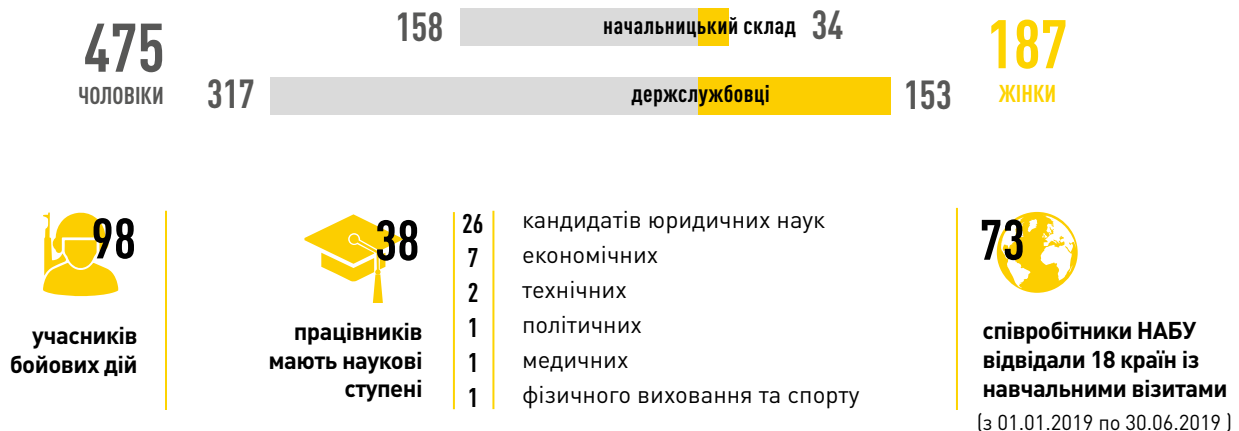 475
чоловіки
158
начальницький склад
34
317
держслужбовці
153
187
жінки
98
учасників
бойових дій
38
працівників
мають наукові
ступені
26 кандидатів юридичних наук
7 економічних
2 технічних
1 політичних
1 медичних
1 фізичного виховання та спорту
73
співробітники НАБУ
відвідали 18 країн із
навчальними візитами
(з 01.01.2019 по 30.06.2019 )